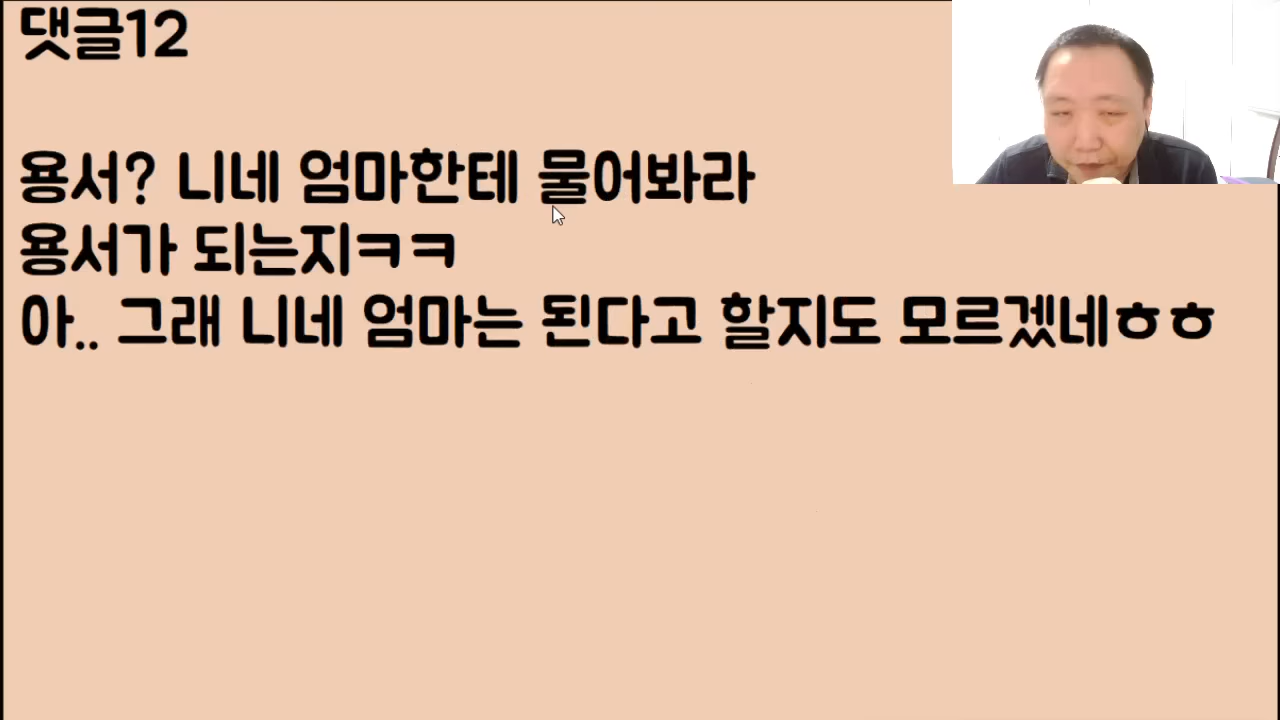 댓글12
용서? 니네 엄마한테 물어봐라
용서가 되는지ㅋㅋ
아.. 그래 니네 엄마는 된다고 할지도 모르겠네ㅎㅎ